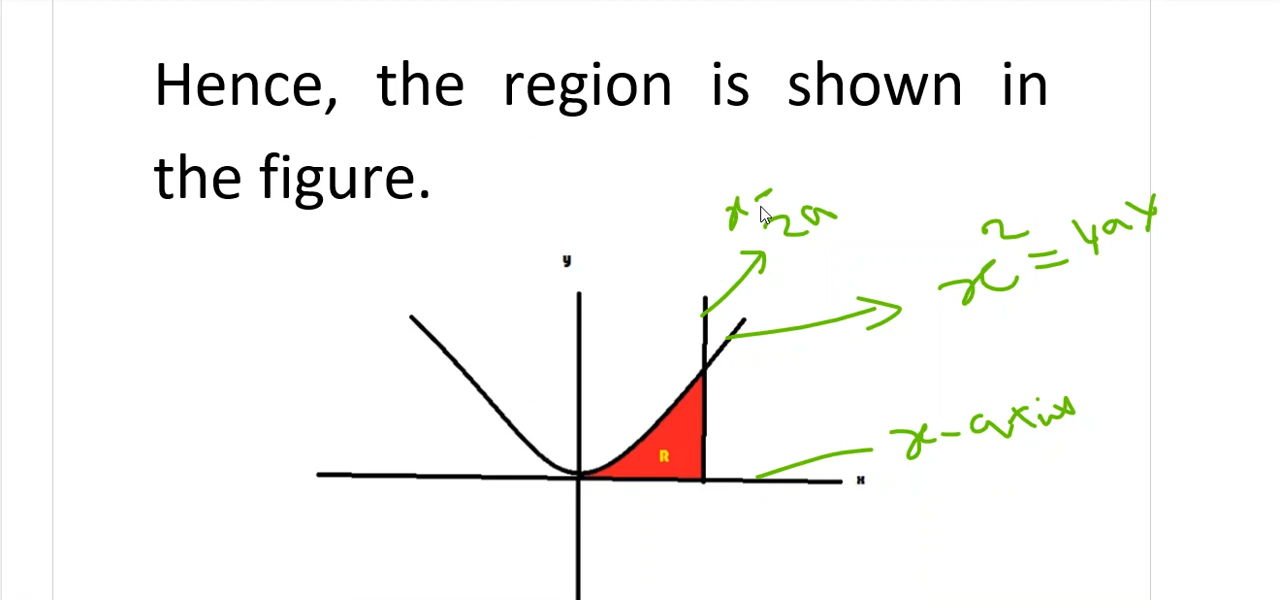 Hence, the region is shown in
the figure.
x=2a
x² = 4ay
y
x-axis
R
x